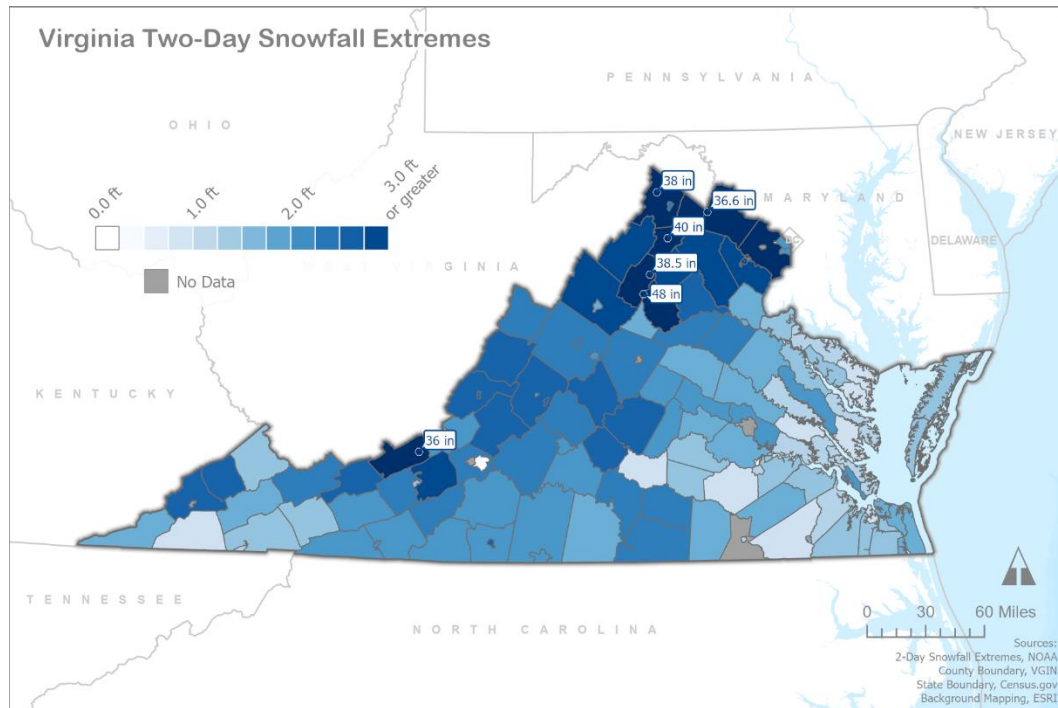 Virginia Two-Day Snowfall Extremes
PENNSYLVANIA
OHIO
NEW JERSEY
0.0 ft
1.0 ft
2.0 ft
3.0 ft
or greater
38 in
36.6 in
MARYLAND
40 in
DC
DELAWARE
WEST VIRGINIA
38.5 in
No Data
48 in
KENTUCKY
36 in
TENNESSEE
NORTH CAROLINA
0 30 60 Miles
Sources:
2-Day Snowfall Extremes, NOAA
County Boundary, VGIN
State Boundary, Census.gov
Background Mapping, ESRI